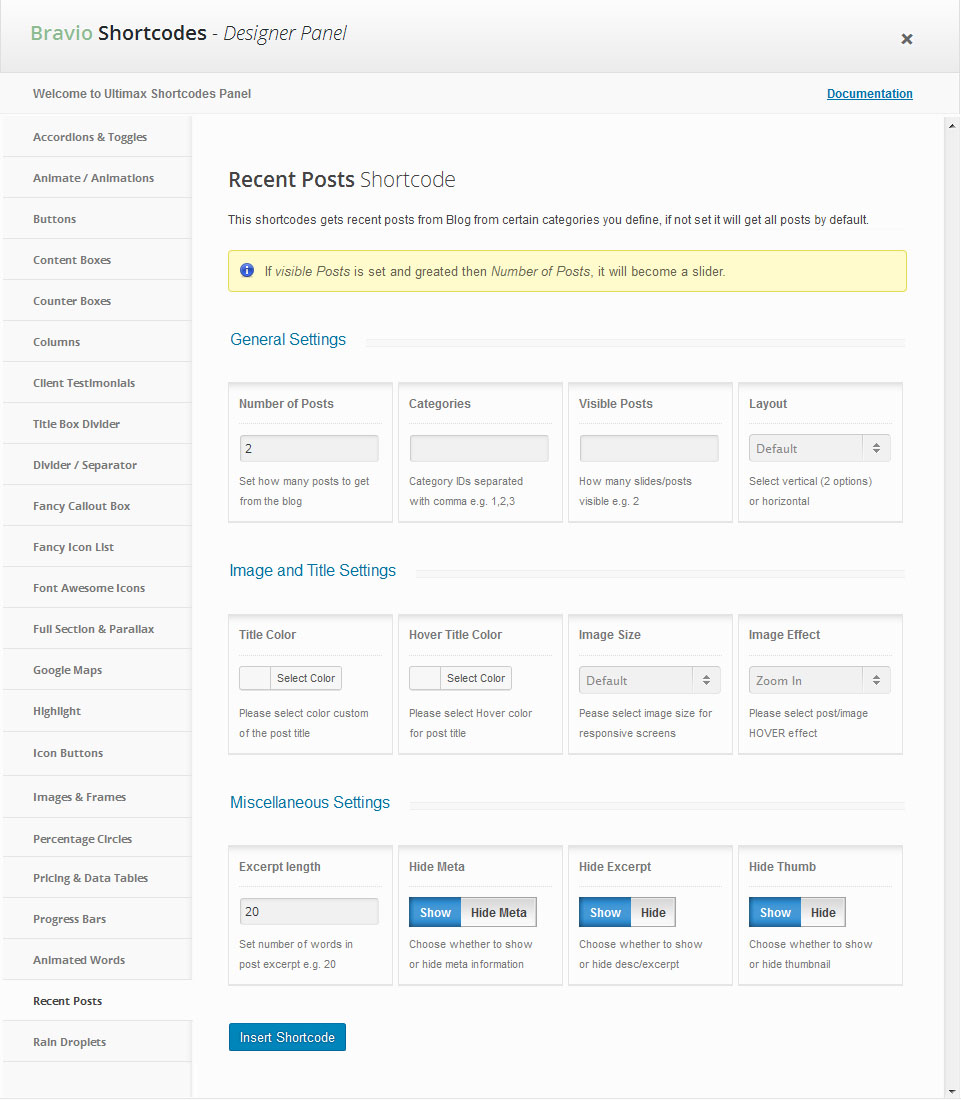 Bravio Shortcodes - Designer Panel
Welcome to Ultimax Shortcodes Panel
Documentation
Accordions & Toggles
Animate / Animations
Buttons
Content Boxes
Counter Boxes
Columns
Client Testimonials
Title Box Divider
Divider / Separator
Fancy Callout Box
Fancy Icon List
Font Awesome Icons
Full Section & Parallax
Google Maps
Highlight
Icon Buttons
Images & Frames
Percentage Circles
Pricing & Data Tables
Progress Bars
Animated Words
Recent Posts
Rain Droplets
Recent Posts Shortcode
This shortcodes gets recent posts from Blog from certain categories you define, if not set it will get all posts by default.
If visible Posts is set and greated then Number of Posts, it will become a slider.
General Settings
Number of Posts
2
Set how many posts to get
from the blog
Categories
Category IDs separated
with comma e.g. 1,2,3
Visible Posts
How many slides/posts
visible e.g. 2
Layout
Default
Select vertical (2 options)
or horizontal
Image and Title Settings
Title Color
Select Color
Please select color custom
of the post title
Hover Title Color
Select Color
Please select Hover color
for post title
Image Size
Default
Pease select image size for
responsive screens
Image Effect
Zoom In
Please select post/image
HOVER effect
Miscellaneous Settings
Excerpt length
20
Set number of words in
post excerpt e.g. 20
Hide Meta
Show Hide Meta
Choose whether to show
or hide meta information
Hide Excerpt
Show Hide
Choose whether to show
or hide desc/excerpt
Hide Thumb
Show Hide
Choose whether to show
or hide thumbnail
Insert Shortcode